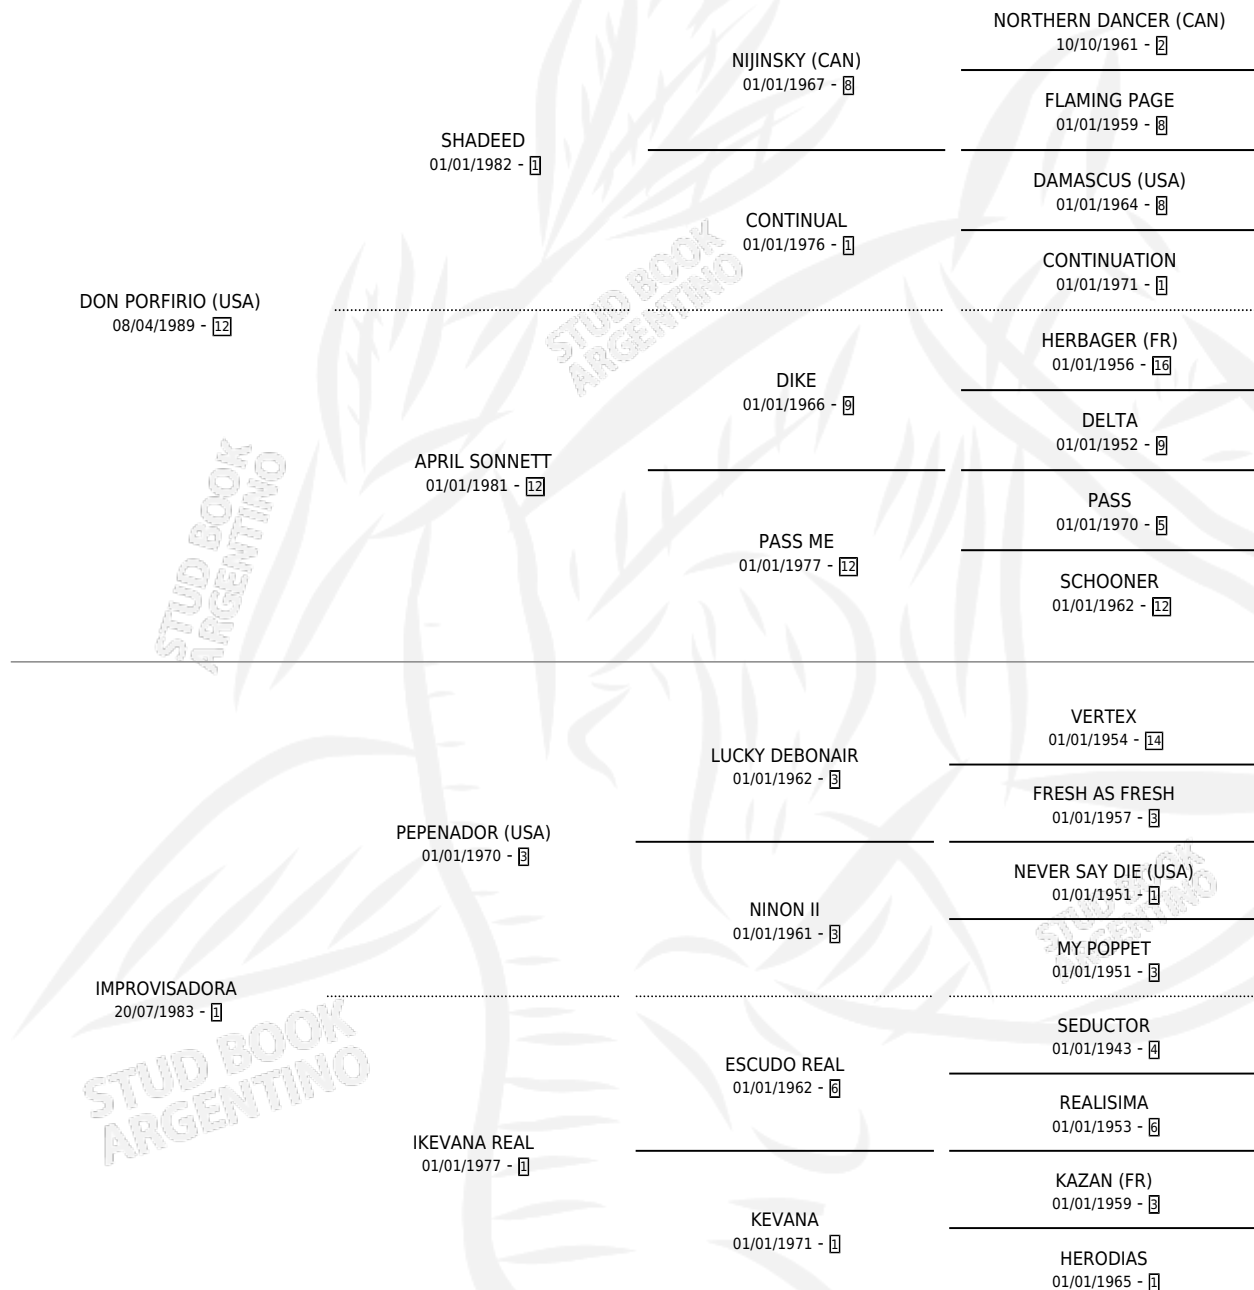 NORTHERN DANCER (CAN)
10/10/1961 - 2
NIJINSKY (CAN)
01/01/1967 - 8
FLAMING PAGE
01/01/1959 - 8
SHADEED
01/01/1982 - 1
DAMASCUS (USA)
01/01/1964 - 8
CONTINUAL
01/01/1976 - 1
CONTINUATION
01/01/1971 - 1
DON PORFIRIO (USA)
08/04/1989 - 12
HERBAGER (FR)
01/01/1956 - 16
DIKE
01/01/1966 - 9
DELTA
01/01/1952 - 9
APRIL SONNETT
01/01/1981 - 12
PASS
01/01/1970 - 5
PASS ME
01/01/1977 - 12
SCHOONER
01/01/1962 - 12
VERTEX
01/01/1954 - 14
LUCKY DEBONAIR
01/01/1962 - 3
FRESH AS FRESH
01/01/1957 - 3
PEPENADOR (USA)
01/01/1970 - 3
NEVER SAY DIE (USA)
01/01/1951 - 1
NINON II
01/01/1961 - 3
MY POPPET
01/01/1951 - 3
IMPROVISADORA
20/07/1983 - 1
SEDUCTOR
01/01/1943 - 4
ESCUDO REAL
01/01/1962 - 6
REALISIMA
01/01/1953 - 6
IKEVANA REAL
01/01/1977 - 1
KAZAN (FR)
01/01/1959 - 3
KEVANA
01/01/1971 - 1
HERODIAS
01/01/1965 - 1
STUD BOOK
ARGENTINO
STUD BOOK
ARGENTINO
STUD BOOK
ARGENTINO
STUD BOOK
ARGENTINO